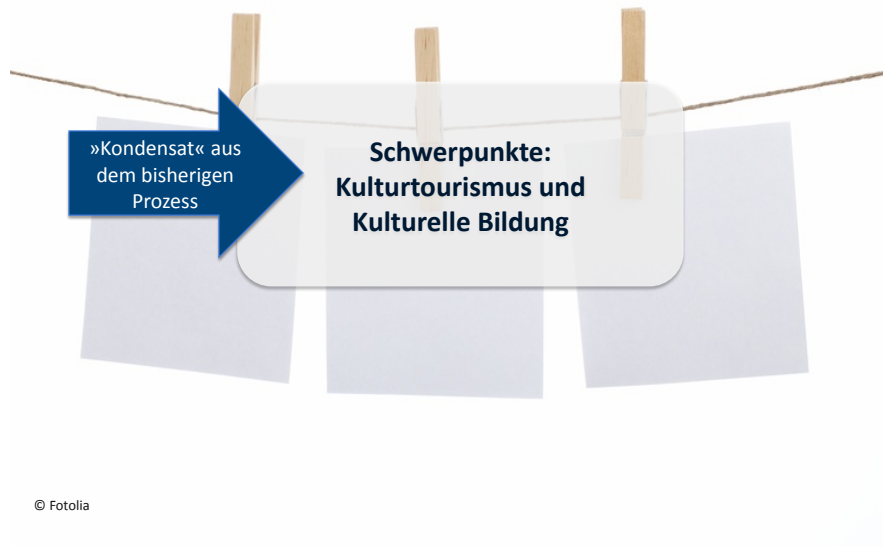 »Kondensat« aus
dem bisherigen
Prozess
Schwerpunkte:
Kulturtourismus und
Kulturelle Bildung
© Fotolia